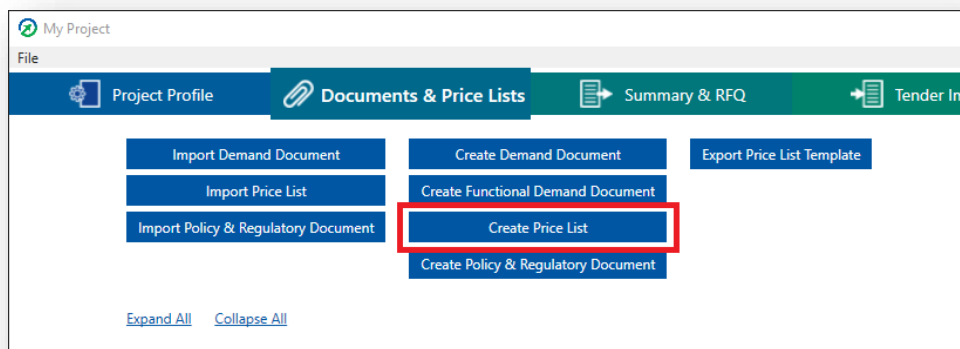 My Project
File
Project Profile
Documents & Price Lists
Summary & RFQ
Tender Im
Import Demand Document
Create Demand Document
Export Price List Template
Import Price List
Create Functional Demand Document
Import Policy & Regulatory Document
Create Price List
Create Policy & Regulatory Document
Expand All
Collapse All